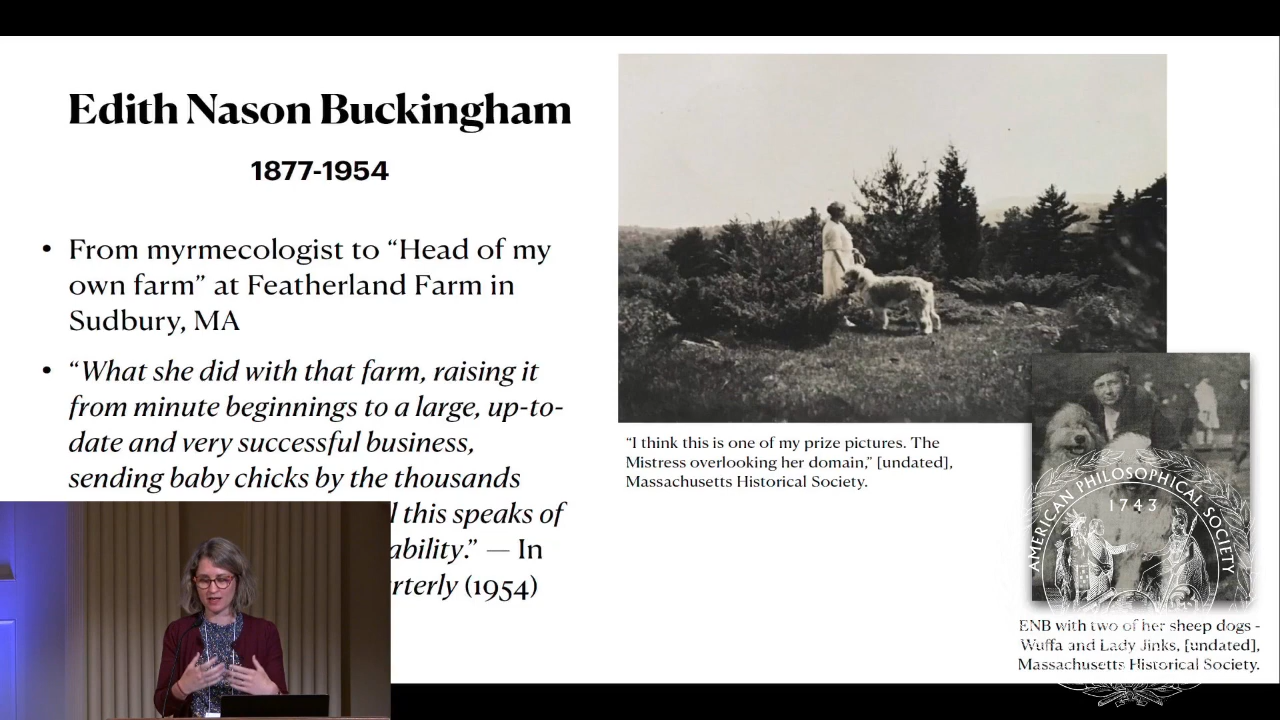 Edith Nason Buckingham
1877-1954
• From myrmecologist to “Head of my
own farm” at Featherland Farm in
Sudbury, MA
• “What she did with that farm, raising it
from minute beginnings to a large, up-to-
date and very successful business,
sending baby chicks by the thousands
this speaks of
ability.” — In
(1954)
“I think this is one of my prize pictures. The
Mistress overlooking her domain,” [undated],
Massachusetts Historical Society.
AMERICAN PHILOSOPHICAL SOCIETY
1743
ENB with two of her sheep dogs -
Wuffa and Lady Jinks, [undated],
Massachusetts Historical Society.